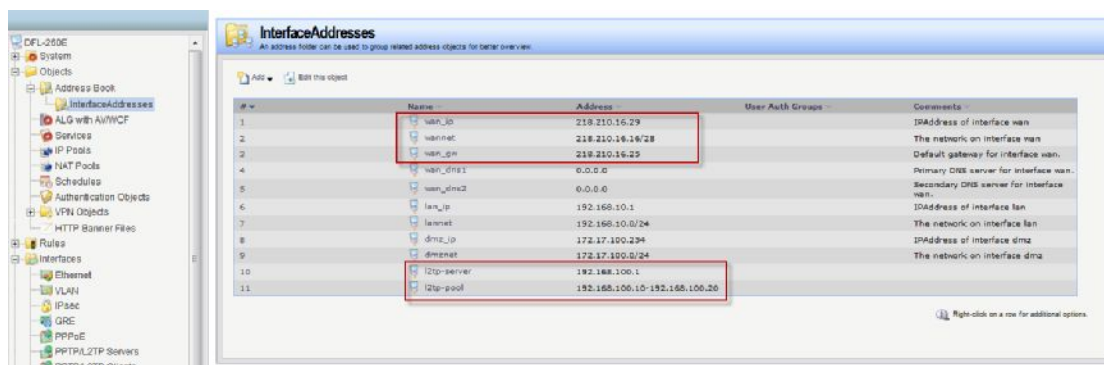 InterfaceAddresses
An address folder can be used to group related address objects for better overview.
DFL-260E
System
Objects
Address Book
InterfaceAddresses
ALG with AV/WCF
Services
IP Pools
NAT Pools
Schedules
Authentication Objects
VPN Objects
HTTP Banner Files
Rules
Interfaces
Ethernet
VLAN
IPsec
GRE
PPPoE
PPTP/L2TP Servers
PPTP/L2TP Clients
Add Edit this object
# Name Address User Auth Groups Comments
1 wan_ip 218.210.16.29 IPAddress of interface wan
2 wannet 218.210.16.16/28 The network on interface wan
3 wan_gw 218.210.16.25 Default gateway for interface wan.
4 wan_dns1 0.0.0.0 Primary DNS server for interface wan.
5 wan_dns2 0.0.0.0 Secondary DNS server for interface
wan.
6 lan_ip 192.168.10.1 IPAddress of interface lan
7 lannet 192.168.10.0/24 The network on interface lan
8 dmz_ip 172.17.100.254 IPAddress of interface dmz
9 dmznet 172.17.100.0/24 The network on interface dmz
10 l2tp-server 192.168.100.1
11 l2tp-pool 192.168.100.10-192.168.100.20
Right-click on a row for additional options.